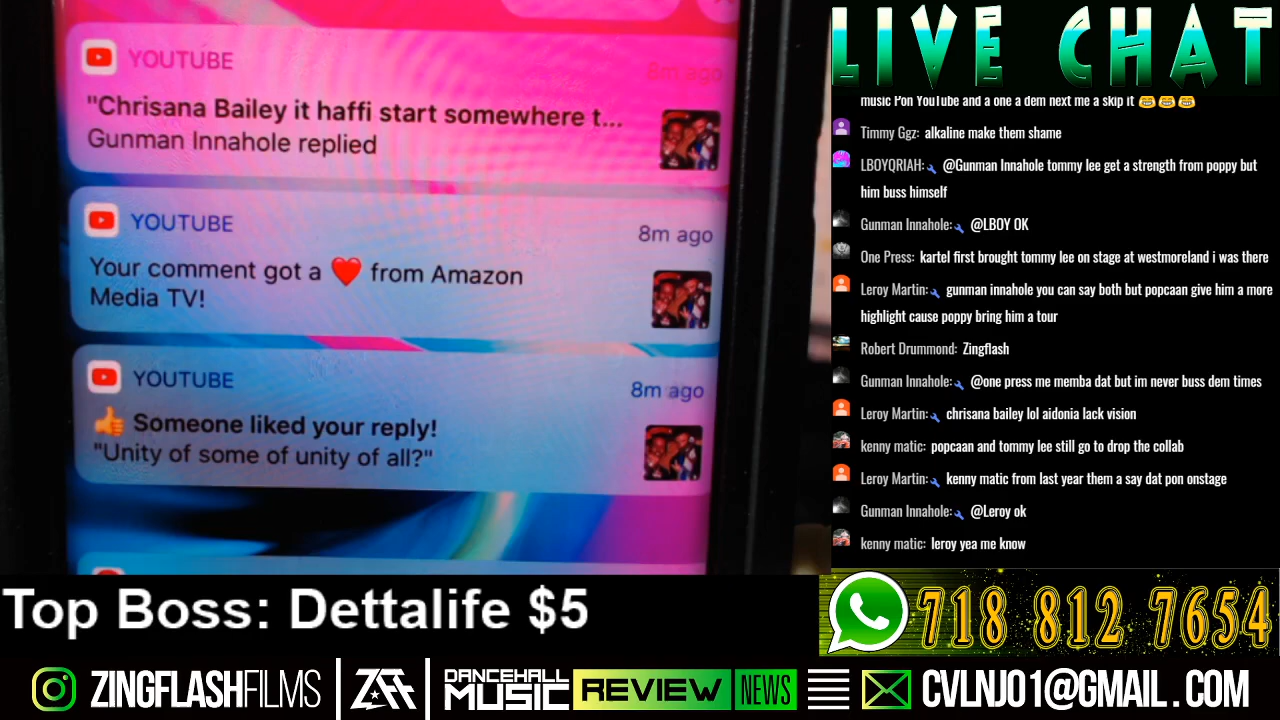 YOUTUBE
8m ago
"Chrisana Bailey it haffi start somewhere t...
Gunman Innahole replied
YOUTUBE
8m ago
Your comment got a ❤️ from Amazon
Media TV!
YOUTUBE
8m ago
👍 Someone liked your reply!
"Unity of some of unity of all?"
LIVE CHAT
music Pon YouTube and a one a dem next me a skip it 😂😂😂
Timmy Ggz: alkaline make them shame
LBOYQRIAH: @Gunman Innahole tommy lee get a strength from poppy but
him buss himself
Gunman Innahole: @LBOY OK
One Press: kartel first brought tommy lee on stage at westmoreland i was there
Leroy Martin: gunman innahole you can say both but popcaan give him a more
highlight cause poppy bring him a tour
Robert Drummond: Zingflash
Gunman Innahole: @one press me memba dat but im never buss dem times
Leroy Martin: chrisana bailey lol aidonia lack vision
kenny matic: popcaan and tommy lee still go to drop the collab
Leroy Martin: kenny matic from last year them a say dat pon onstage
Gunman Innahole: @Leroy ok
kenny matic: leroy yea me know
Top Boss: Dettalife $5
718 812 7654
ZINGFLASHFILMS
ZFF
DANCEHALL
MUSIC REVIEW NEWS
CVLNJ01@GMAIL.COM